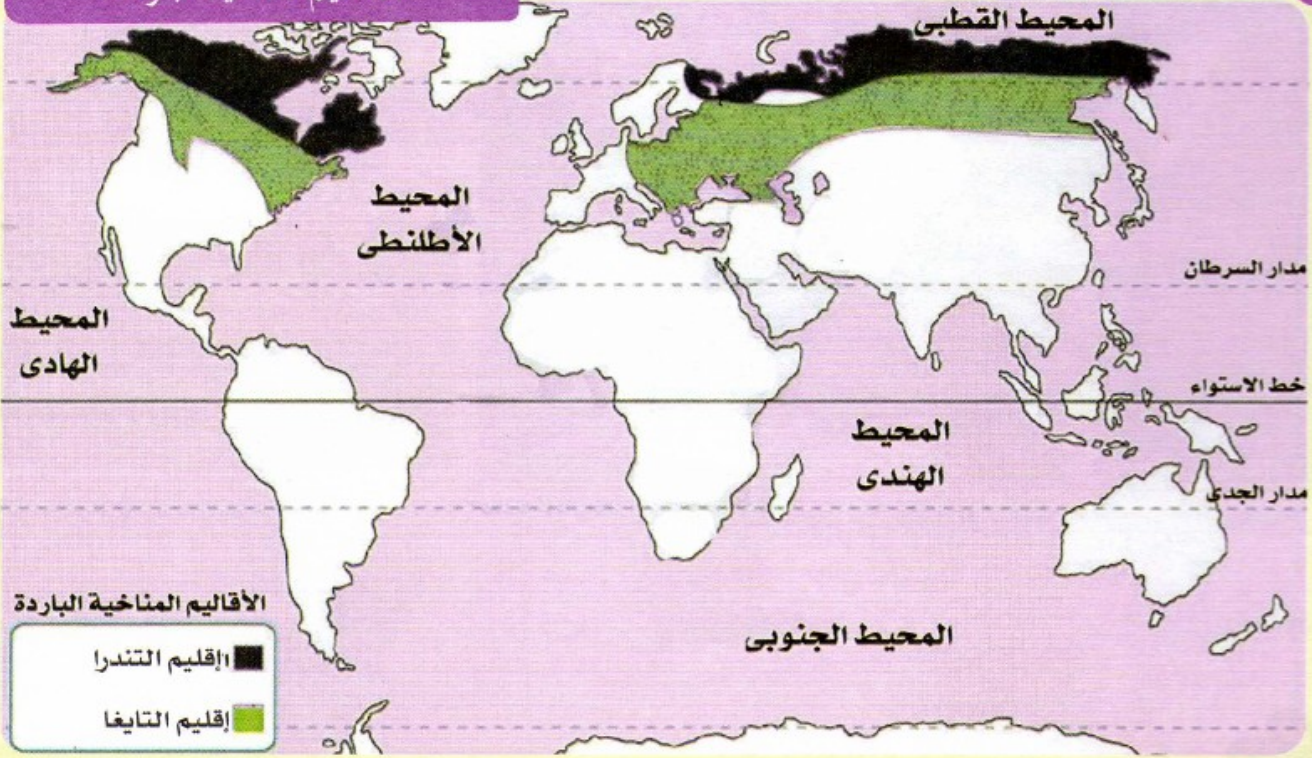 المحيط القطبى
المحيط
الأطلنطى
مدار السرطان
المحيط
الهادى
خط الاستواء
المحيط
الهندى
مدار الجدى
الأقاليم المناخية الباردة
المحيط الجنوبى
إقليم التندرا
إقليم التايغا